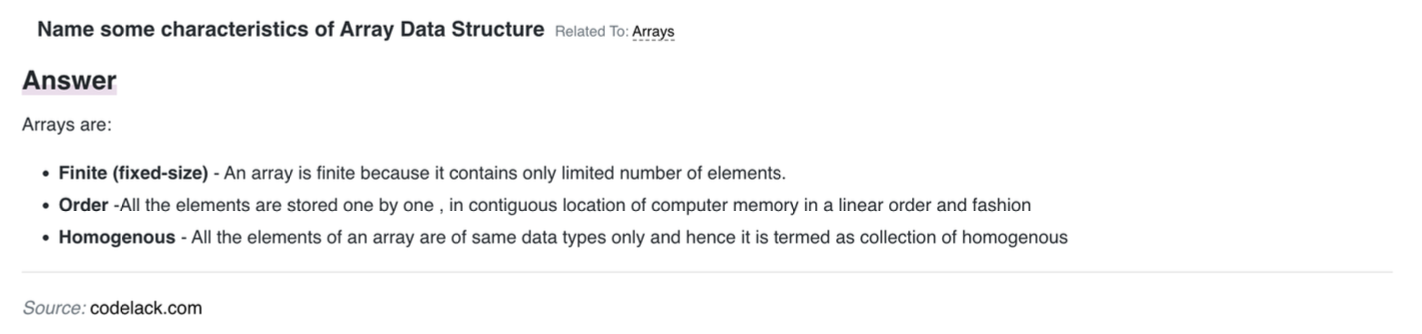 Name some characteristics of Array Data Structure Related To: Arrays
Answer
Arrays are:
• Finite (fixed-size) - An array is finite because it contains only limited number of elements.
• Order -All the elements are stored one by one , in contiguous location of computer memory in a linear order and fashion
• Homogenous - All the elements of an array are of same data types only and hence it is termed as collection of homogenous
Source: codelack.com